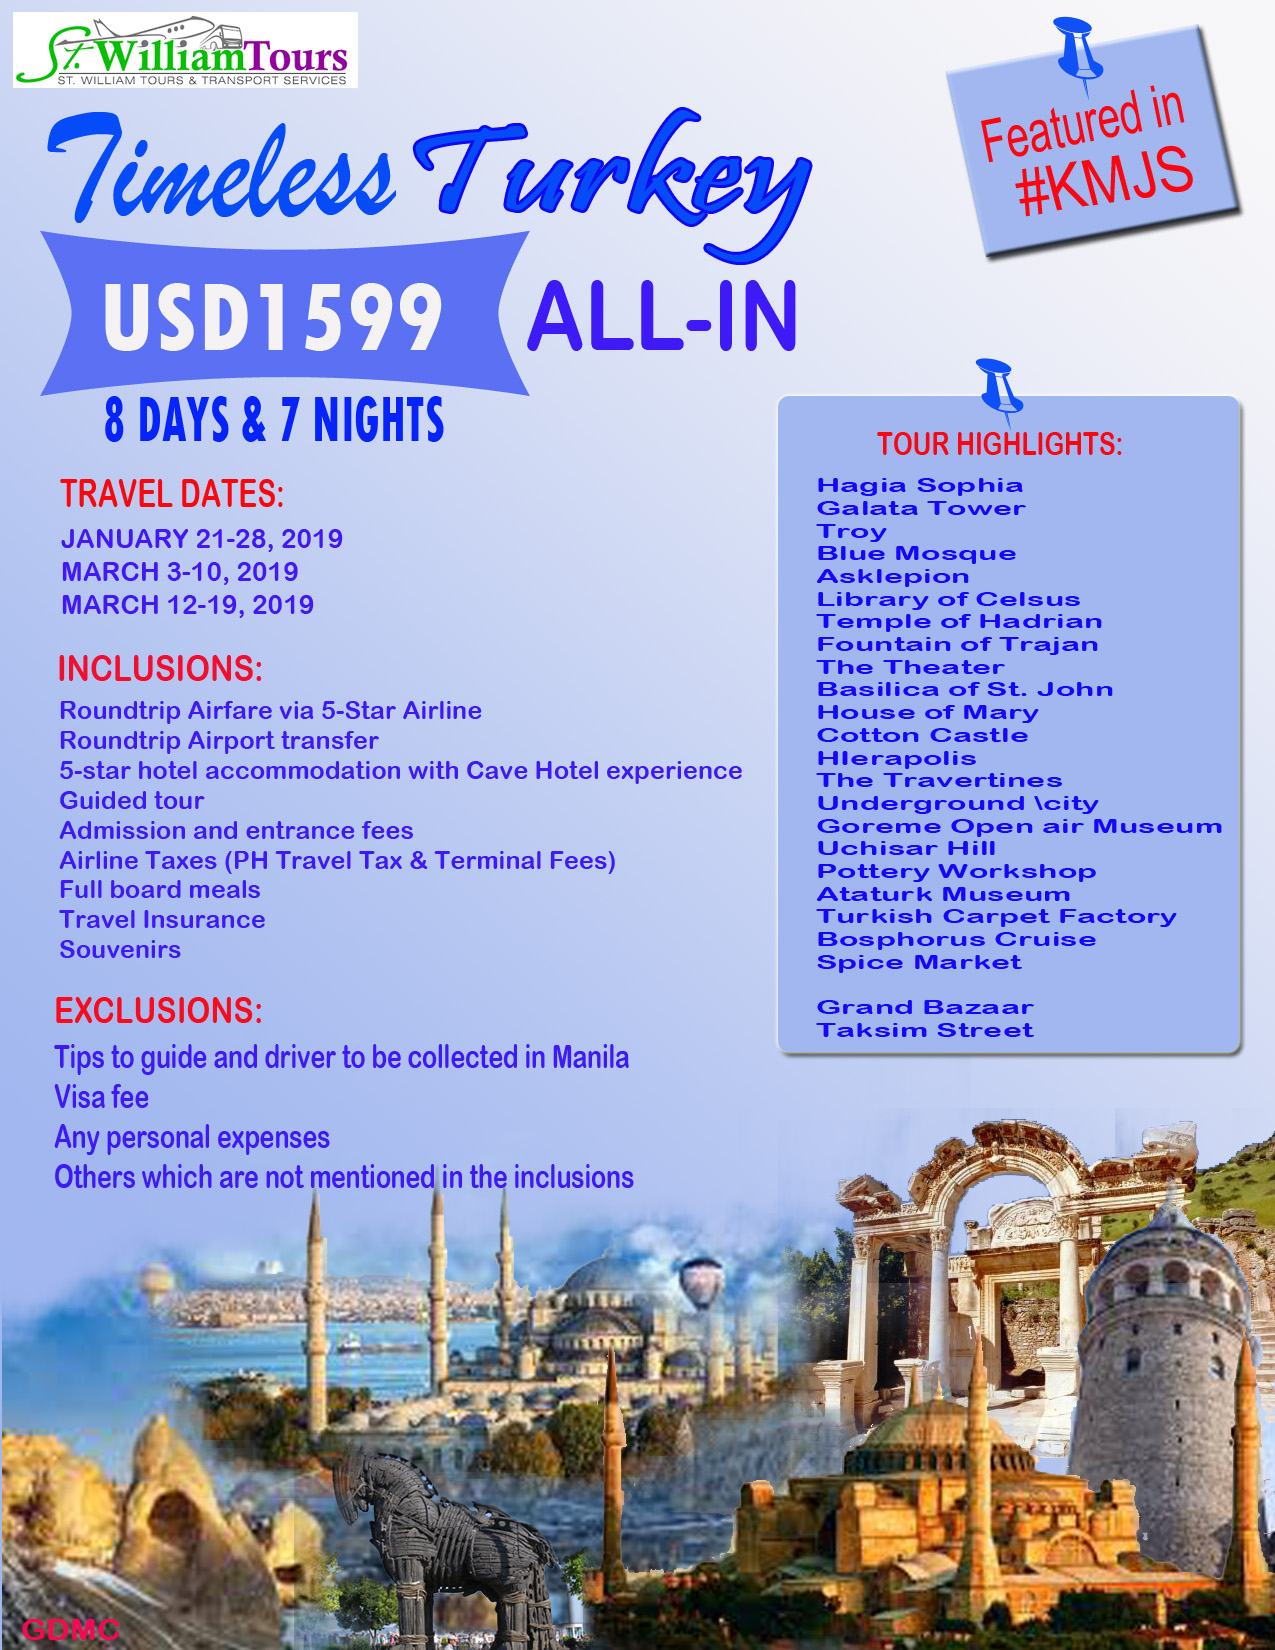 St. William Tours
ST. WILLIAM TOURS & TRANSPORT SERVICES
Featured in
#KMJS
Timeless Turkey
USD1599 ALL-IN
8 DAYS & 7 NIGHTS
TRAVEL DATES:
JANUARY 21-28, 2019
MARCH 3-10, 2019
MARCH 12-19, 2019
INCLUSIONS:
Roundtrip Airfare via 5-Star Airline
Roundtrip Airport transfer
5-star hotel accommodation with Cave Hotel experience
Guided tour
Admission and entrance fees
Airline Taxes (PH Travel Tax & Terminal Fees)
Full board meals
Travel Insurance
Souvenirs
EXCLUSIONS:
Tips to guide and driver to be collected in Manila
Visa fee
Any personal expenses
Others which are not mentioned in the inclusions
TOUR HIGHLIGHTS:
Hagia Sophia
Galata Tower
Troy
Blue Mosque
Asklepion
Library of Celsus
Temple of Hadrian
Fountain of Trajan
The Theater
Basilica of St. John
House of Mary
Cotton Castle
HIerapolis
The Travertines
Underground \city
Goreme Open air Museum
Uchisar Hill
Pottery Workshop
Ataturk Museum
Turkish Carpet Factory
Bosphorus Cruise
Spice Market
Grand Bazaar
Taksim Street
GDMC